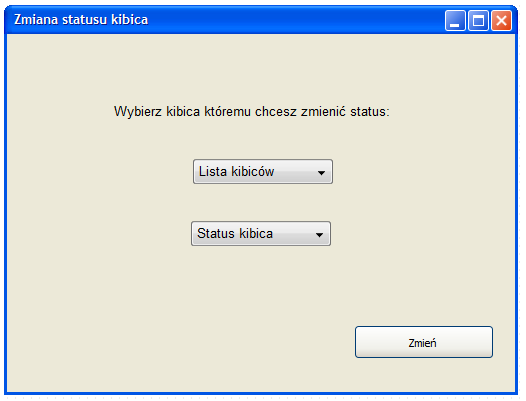 Zmiana statusu kibica
Wybierz kibica któremu chcesz zmienić status:
Lista kibiców
Status kibica
Zmień